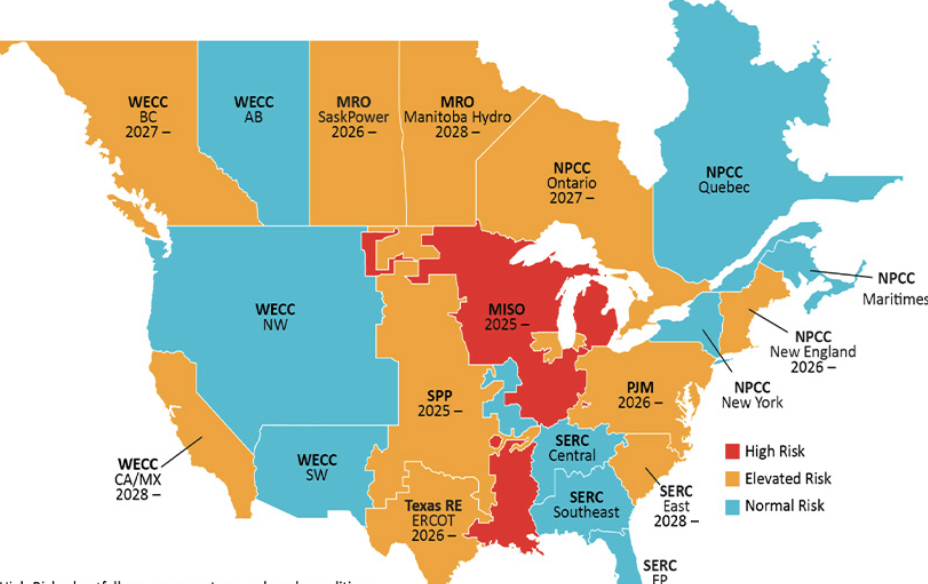 WECC
BC
2027 –
WECC
AB
MRO
SaskPower
2026 –
MRO
Manitoba Hydro
2028 –
NPCC
Ontario
2027 –
NPCC
Quebec
NPCC
Maritimes
WECC
NW
MISO
2025 –
NPCC
New England
2026 –
NPCC
New York
SPP
2025 –
PJM
2026 –
WECC
CA/MX
2028 –
WECC
SW
SERC
Central
SERC
Southeast
SERC
East
2028 –
Texas RE
ERCOT
2026 –
High Risk
Elevated Risk
Normal Risk
SERC
FP